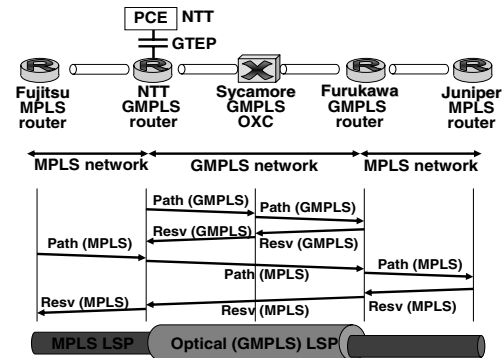 PCE NTT
GTEP
Fujitsu
MPLS
router
NTT
GMPLS
router
Sycamore
GMPLS
OXC
Furukawa
GMPLS
router
Juniper
MPLS
router
MPLS network
GMPLS network
MPLS network
Path (GMPLS)
Path (GMPLS)
Resv (GMPLS)
Resv (GMPLS)
Path (MPLS)
Path (MPLS)
Path (MPLS)
Resv (MPLS)
Resv (MPLS)
Resv (MPLS)
MPLS LSP
Optical (GMPLS) LSP